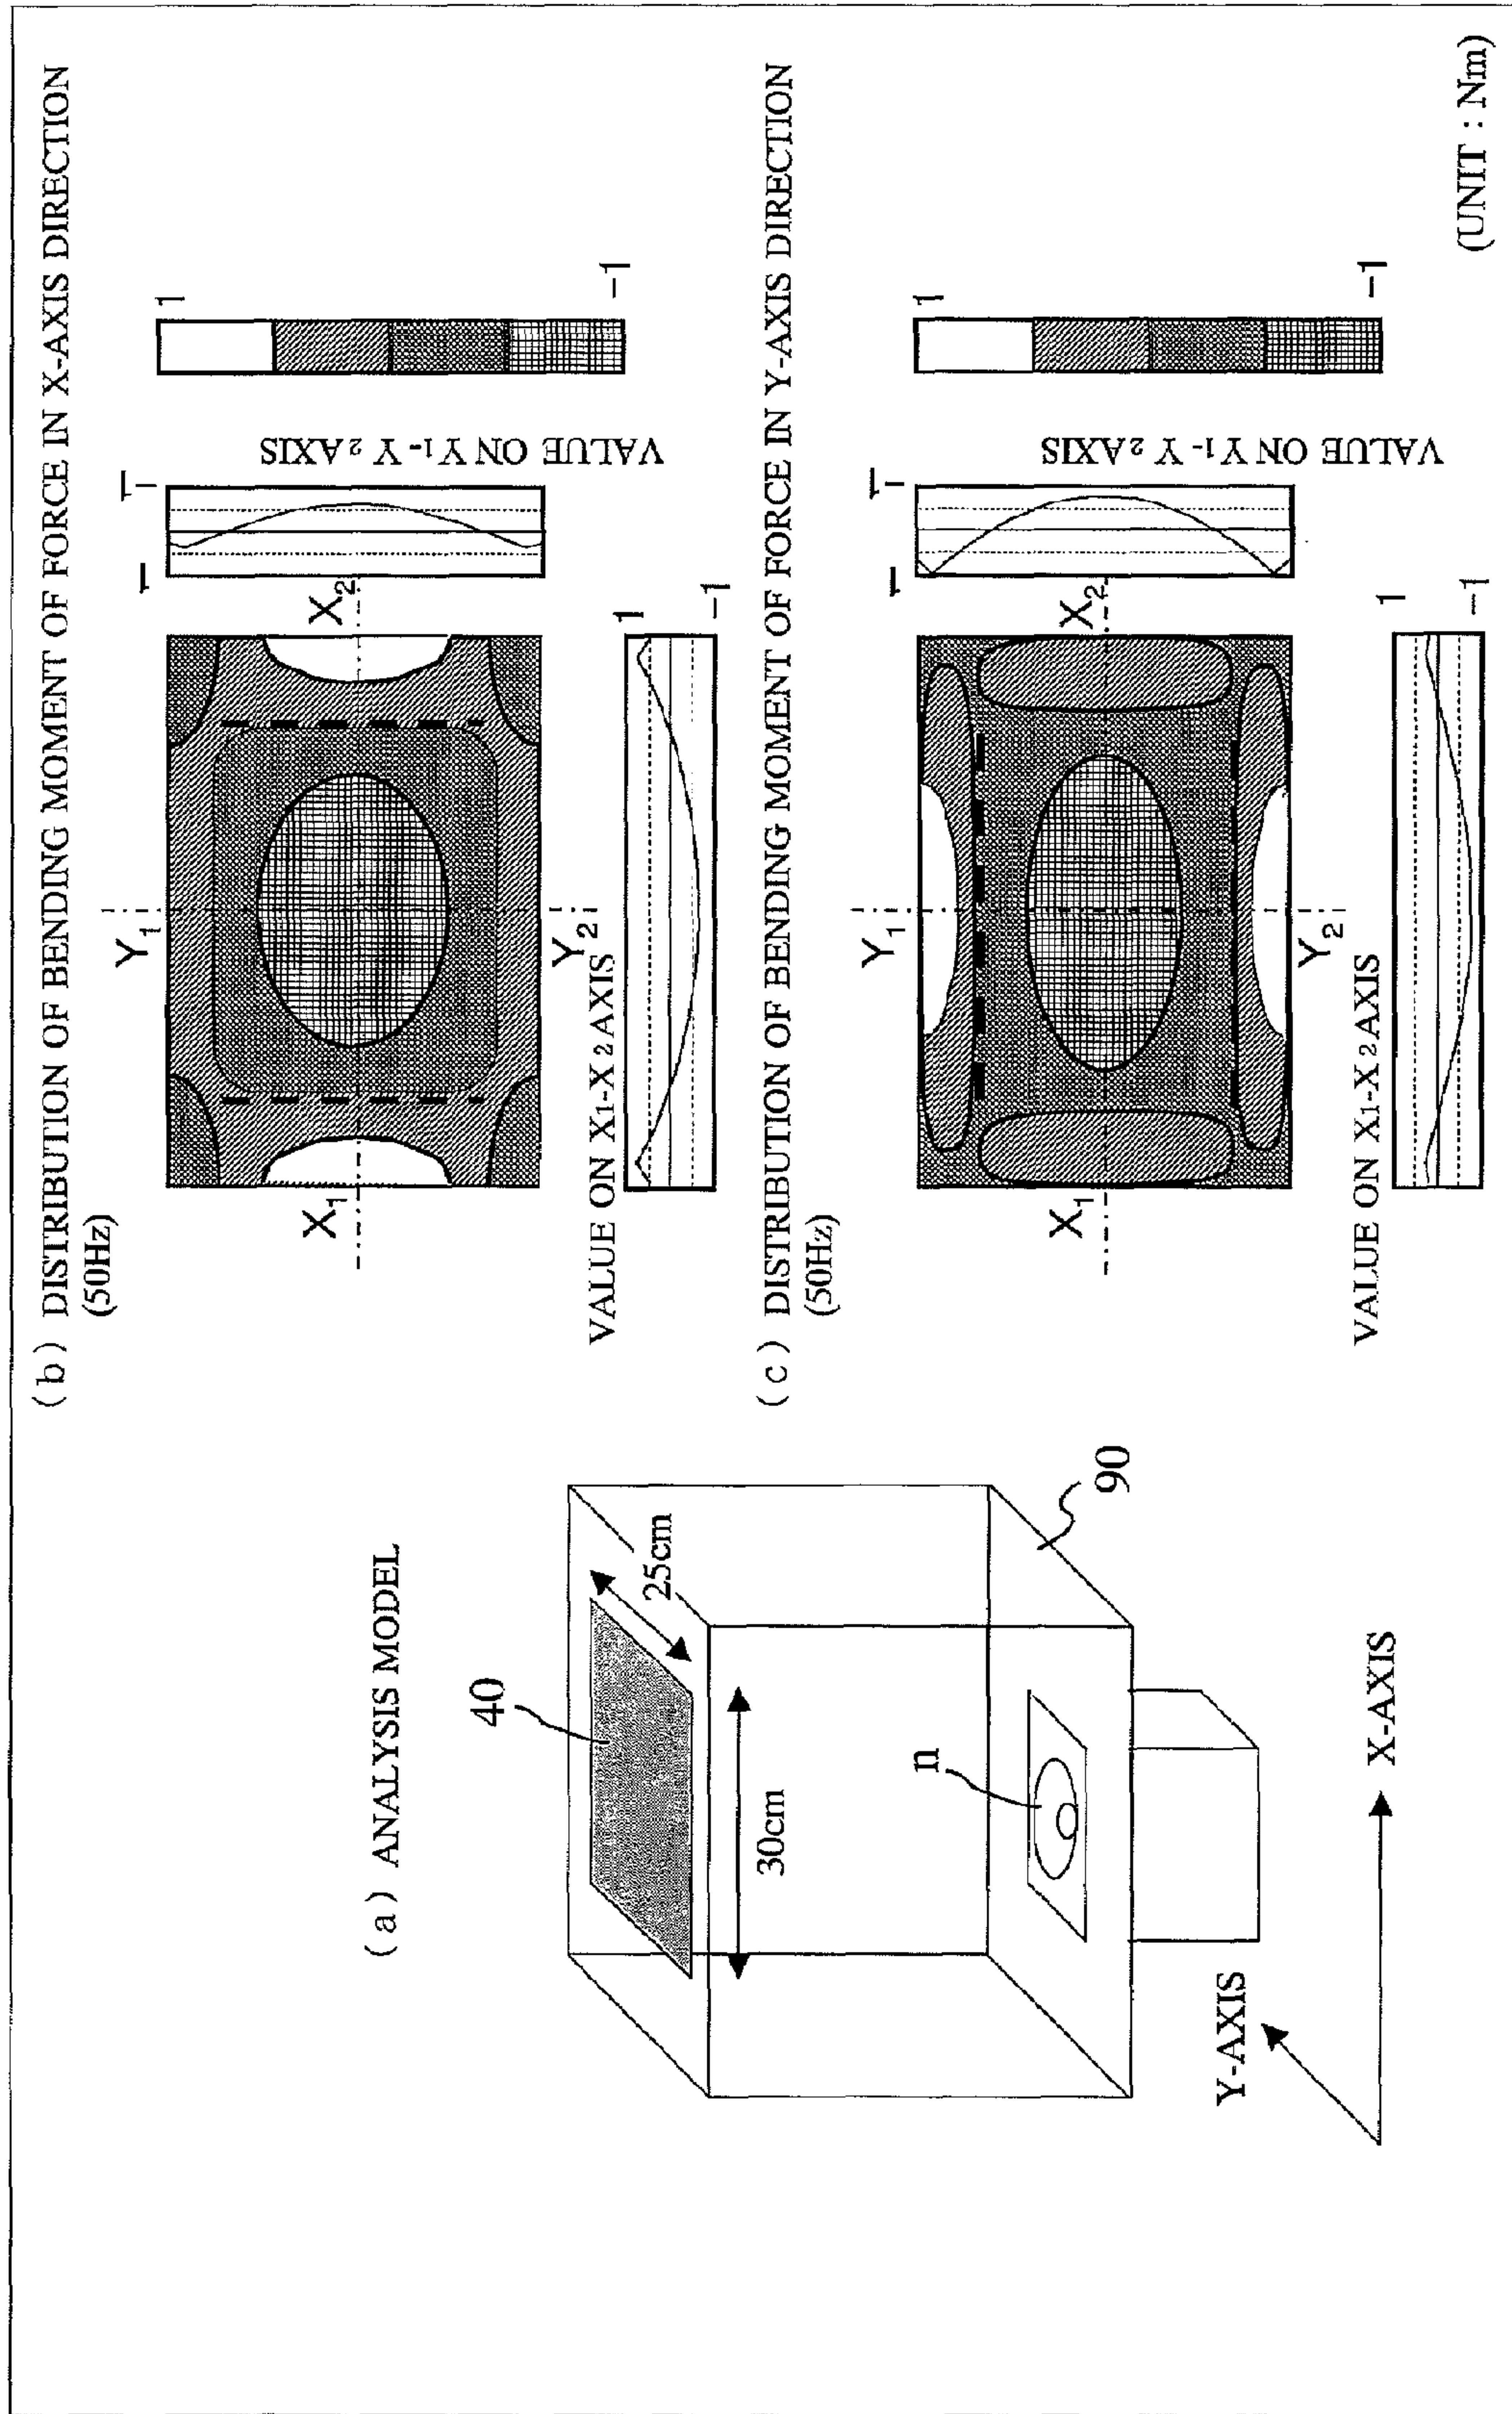 (a) ANALYSIS MODEL
40
25cm
30cm
n
90
Y-AXIS
X-AXIS
(b) DISTRIBUTION OF BENDING MOMENT OF FORCE IN X-AXIS DIRECTION
(50Hz)
Y1
X1
X2
Y2
1
-1
VALUE ON Y1-Y2 AXIS
1
-1
VALUE ON X1-X2 AXIS
1
-1
(c) DISTRIBUTION OF BENDING MOMENT OF FORCE IN Y-AXIS DIRECTION
(50Hz)
Y1
X1
X2
Y2
1
-1
VALUE ON Y1-Y2 AXIS
1
-1
VALUE ON X1-X2 AXIS
1
-1
(UNIT : Nm)